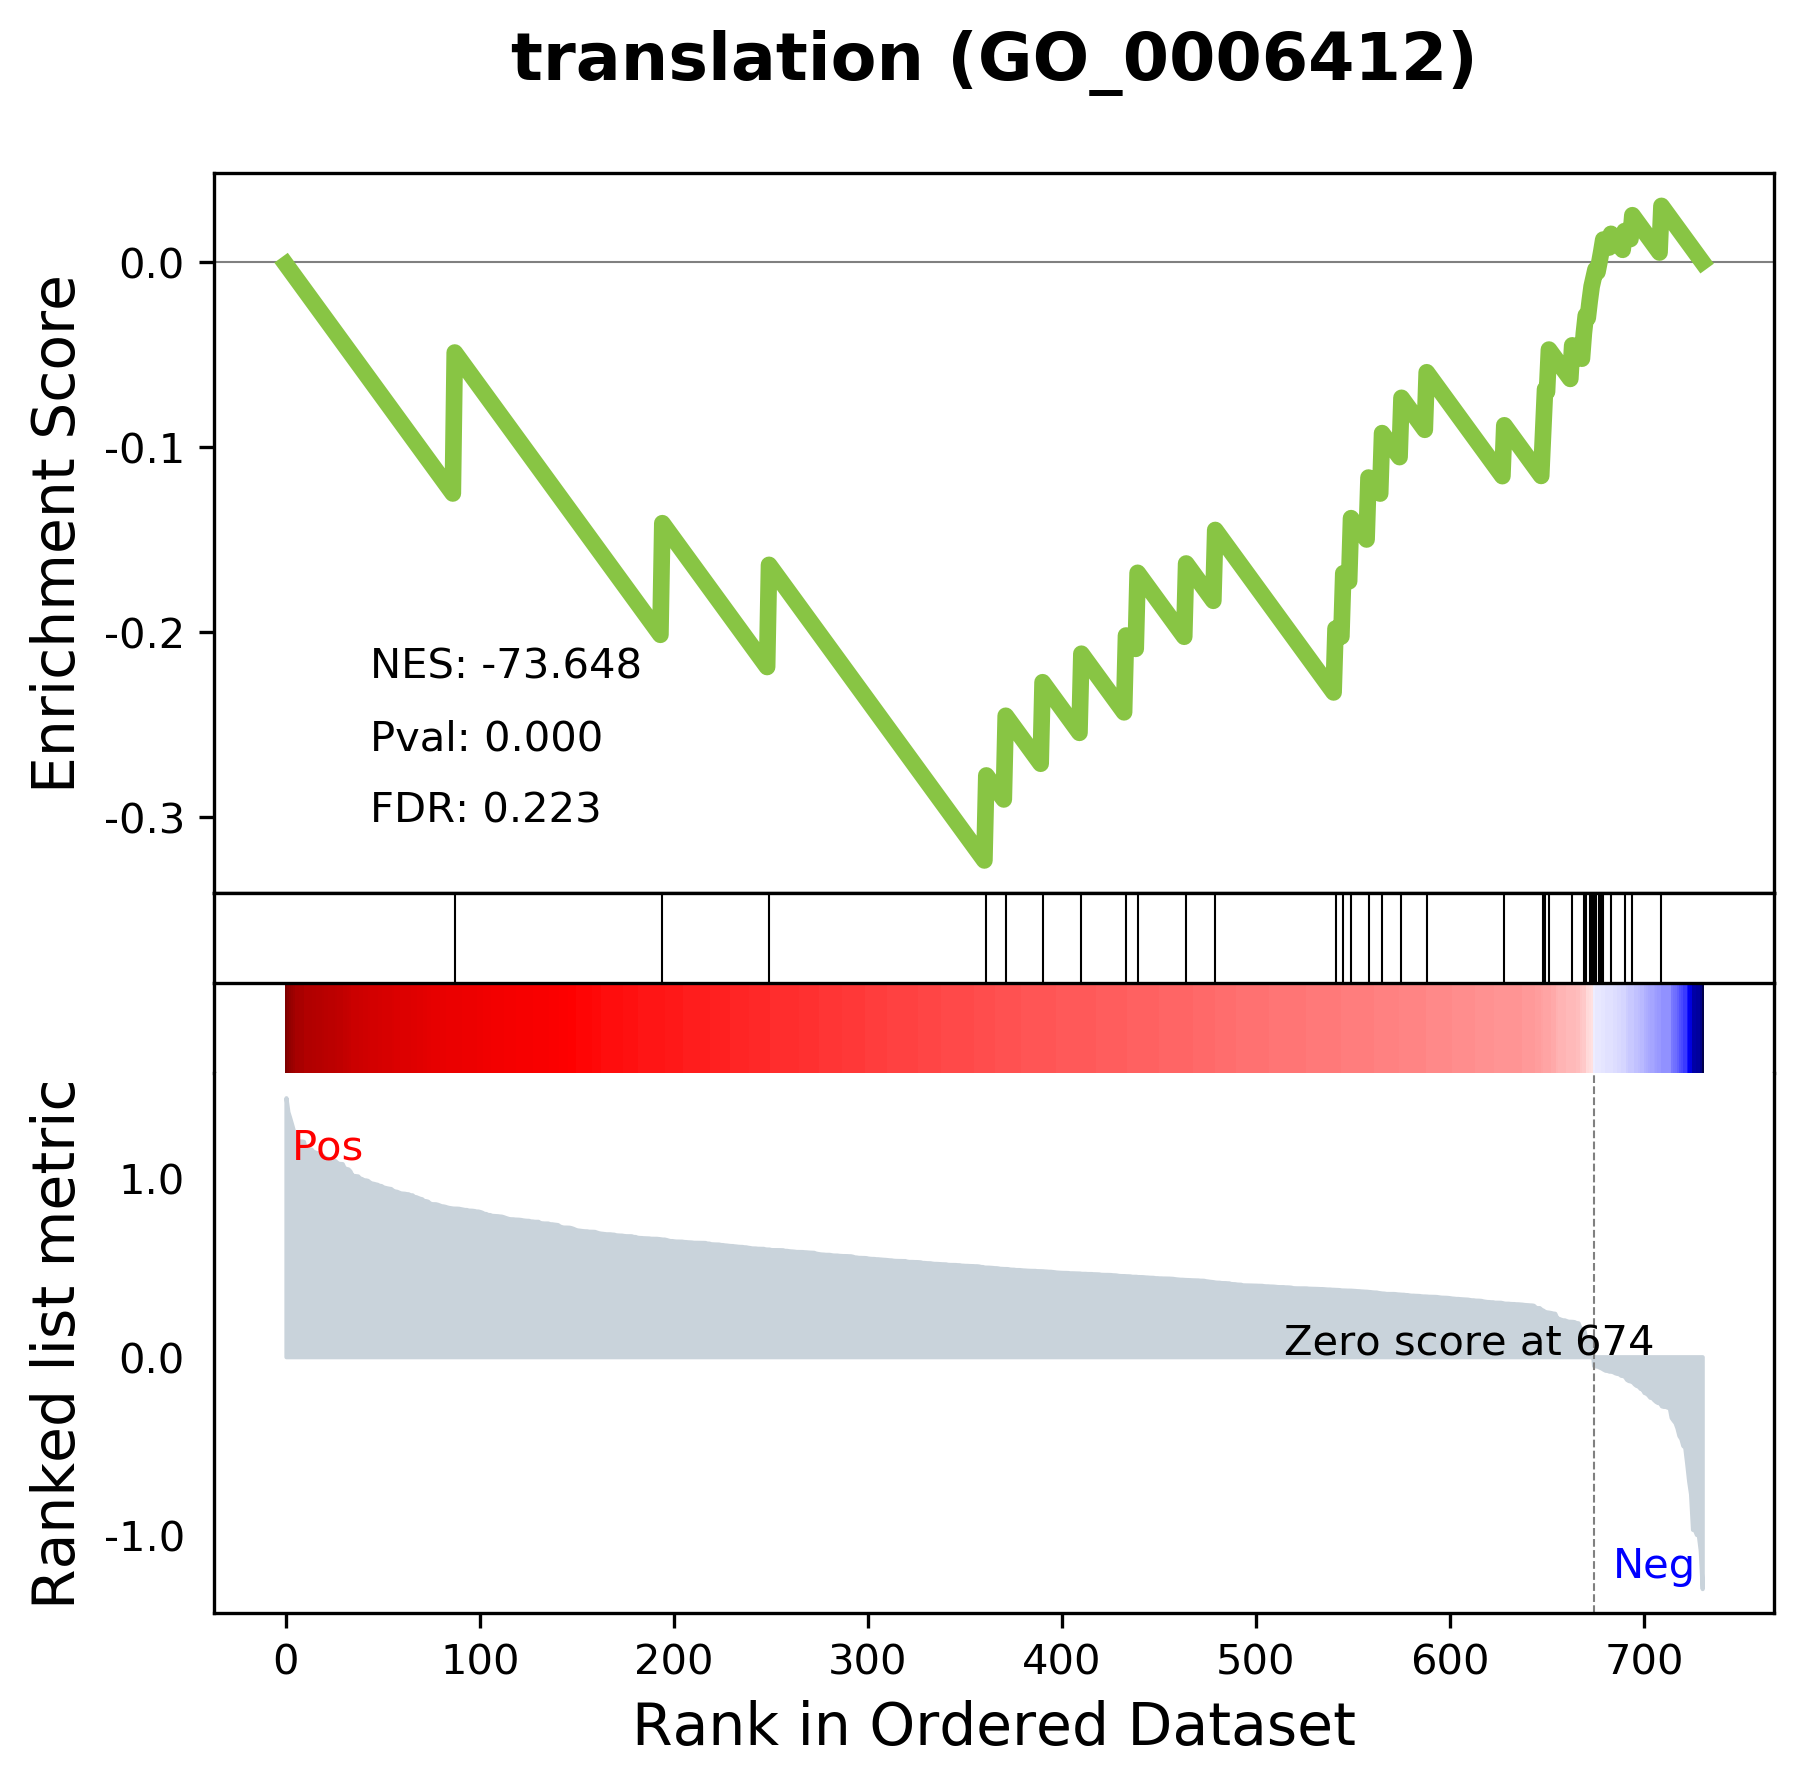 translation (GO_0006412)
Enrichment Score
0.0
-0.1
-0.2
-0.3
NES: -73.648
Pval: 0.000
FDR: 0.223
Ranked list metric
1.0
0.0
-1.0
Pos
Zero score at 674
Neg
0 100 200 300 400 500 600 700
Rank in Ordered Dataset